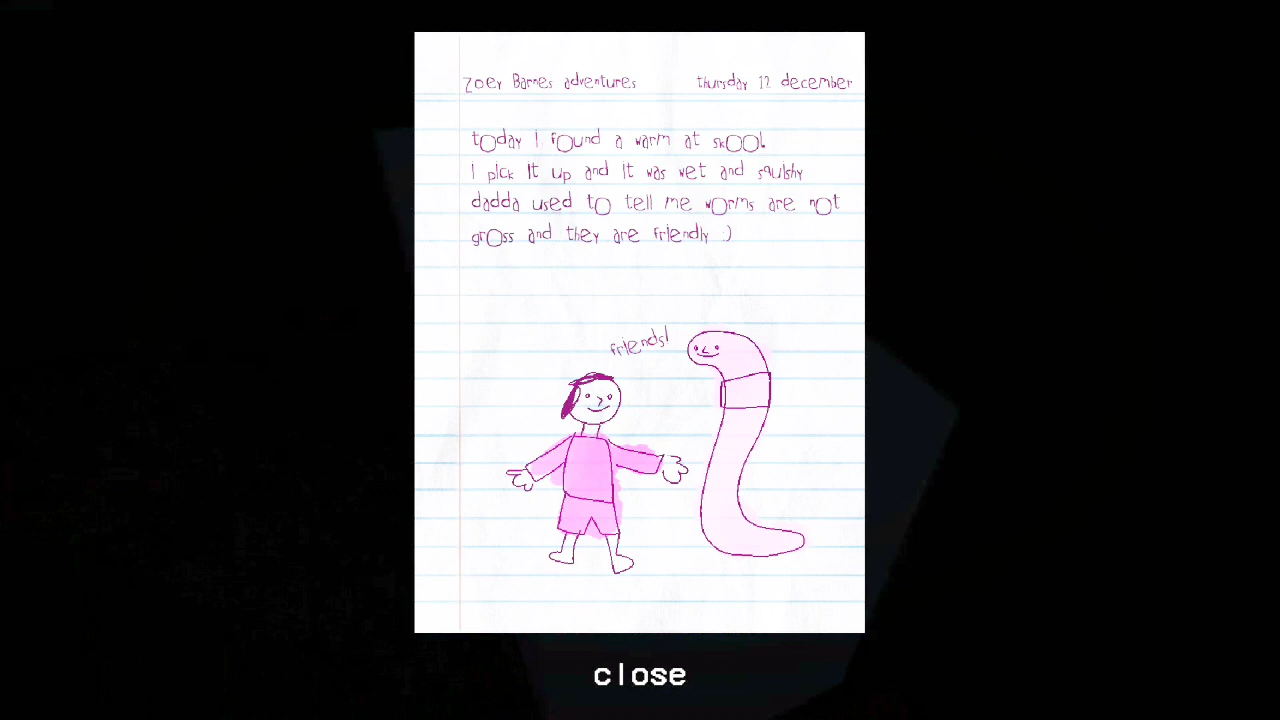 Zoey Barnes adventures thursday 12 december
today I found a warm at skOOl
I pick it up and it was wet and squishy
dadda used to tell me worms are not
gross and they are friendly :)
friends!
close